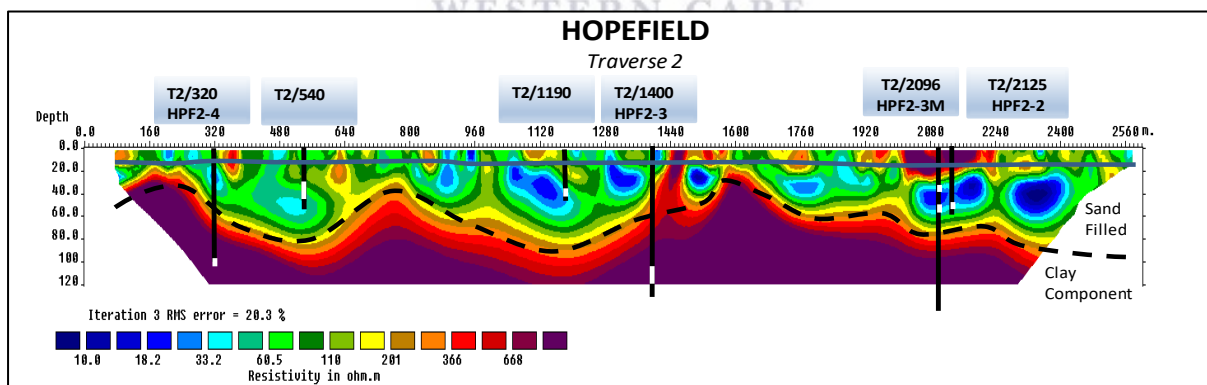 WESTERN CAPE
HOPEFIELD
Traverse 2
T2/320
HPF2-4
T2/540
T2/1190
T2/1400
HPF2-3
T2/2096
HPF2-3M
T2/2125
HPF2-2
Depth
0.0 160 320 480 640 800 960 1120 1280 1440 1600 1760 1920 2080 2240 2400 2560 m.
0.0
20.0
40.0
60.0
80.0
100.
120.
Sand
Filled
Clay
Component
Iteration 3 RMS error = 20.3 %
10.0 18.2 33.2 60.5 110 201 366 668
Resistivity in ohm.m